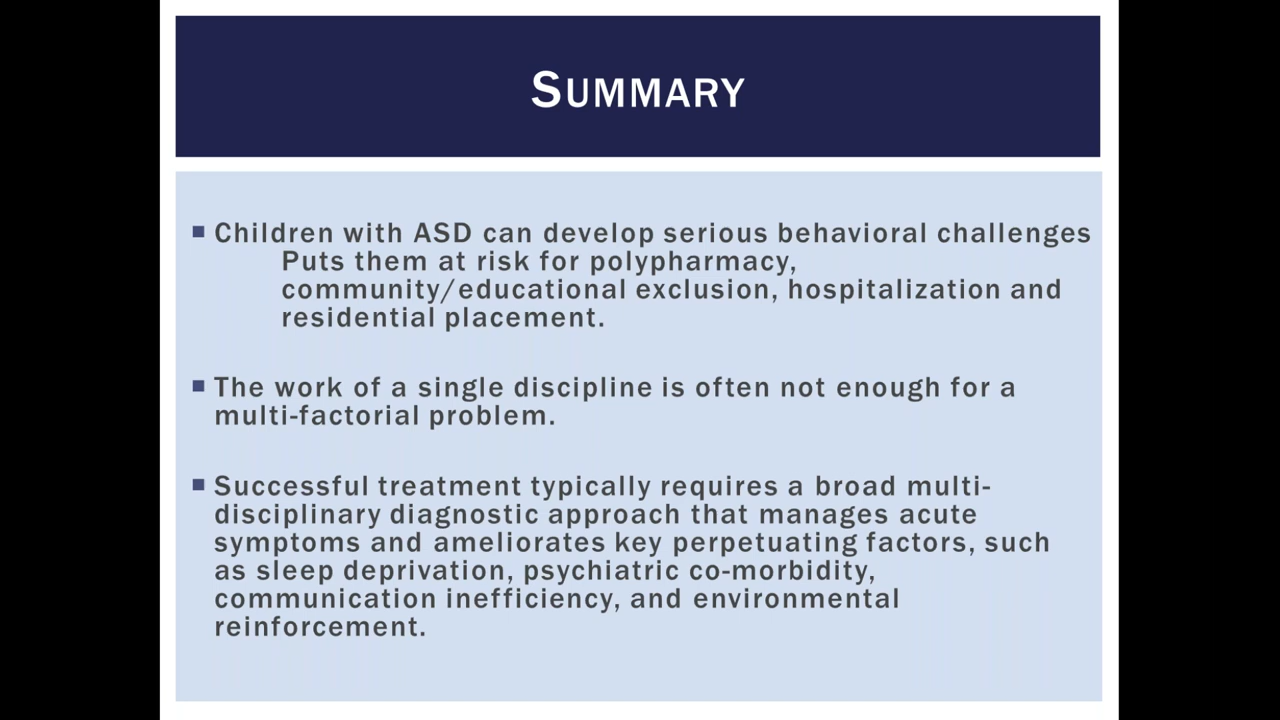 SUMMARY
▪ Children with ASD can develop serious behavioral challenges
Puts them at risk for polypharmacy,
community/educational exclusion, hospitalization and
residential placement.
▪ The work of a single discipline is often not enough for a
multi-factorial problem.
▪ Successful treatment typically requires a broad multi-
disciplinary diagnostic approach that manages acute
symptoms and ameliorates key perpetuating factors, such
as sleep deprivation, psychiatric co-morbidity,
communication inefficiency, and environmental
reinforcement.